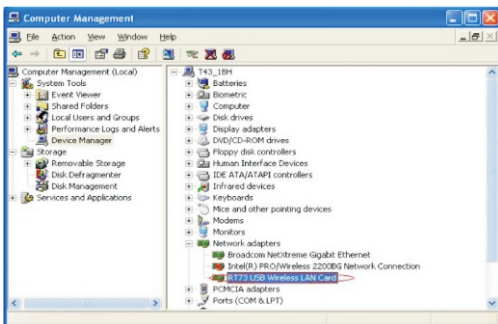 Computer Management
File Action View Window Help
Computer Management (Local)
System Tools
Event Viewer
Shared Folders
Local Users and Groups
Performance Logs and Alerts
Device Manager
Storage
Removable Storage
Disk Defragmenter
Disk Management
Services and Applications
T43_1BH
Batteries
Biometric
Computer
Disk drives
Display adapters
DVD/CD-ROM drives
Floppy disk controllers
Human Interface Devices
IDE ATA/ATAPI controllers
Infrared devices
Keyboards
Mice and other pointing devices
Modems
Monitors
Network adapters
Broadcom NetXtreme Gigabit Ethernet
Intel(R) PRO/Wireless 2200BG Network Connection
RT73 USB Wireless LAN Card
PCMCIA adapters
Ports (COM & LPT)